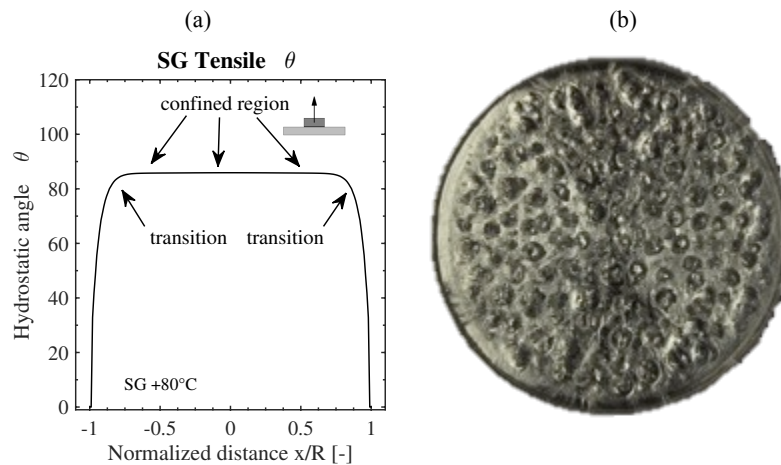 (a)
(b)
SG Tensile θ
120
100
80
60
40
20
0
Hydrostatic angle θ
confined region
transition
transition
SG +80°C
-1
-0.5
0
0.5
1
Normalized distance x/R [-]